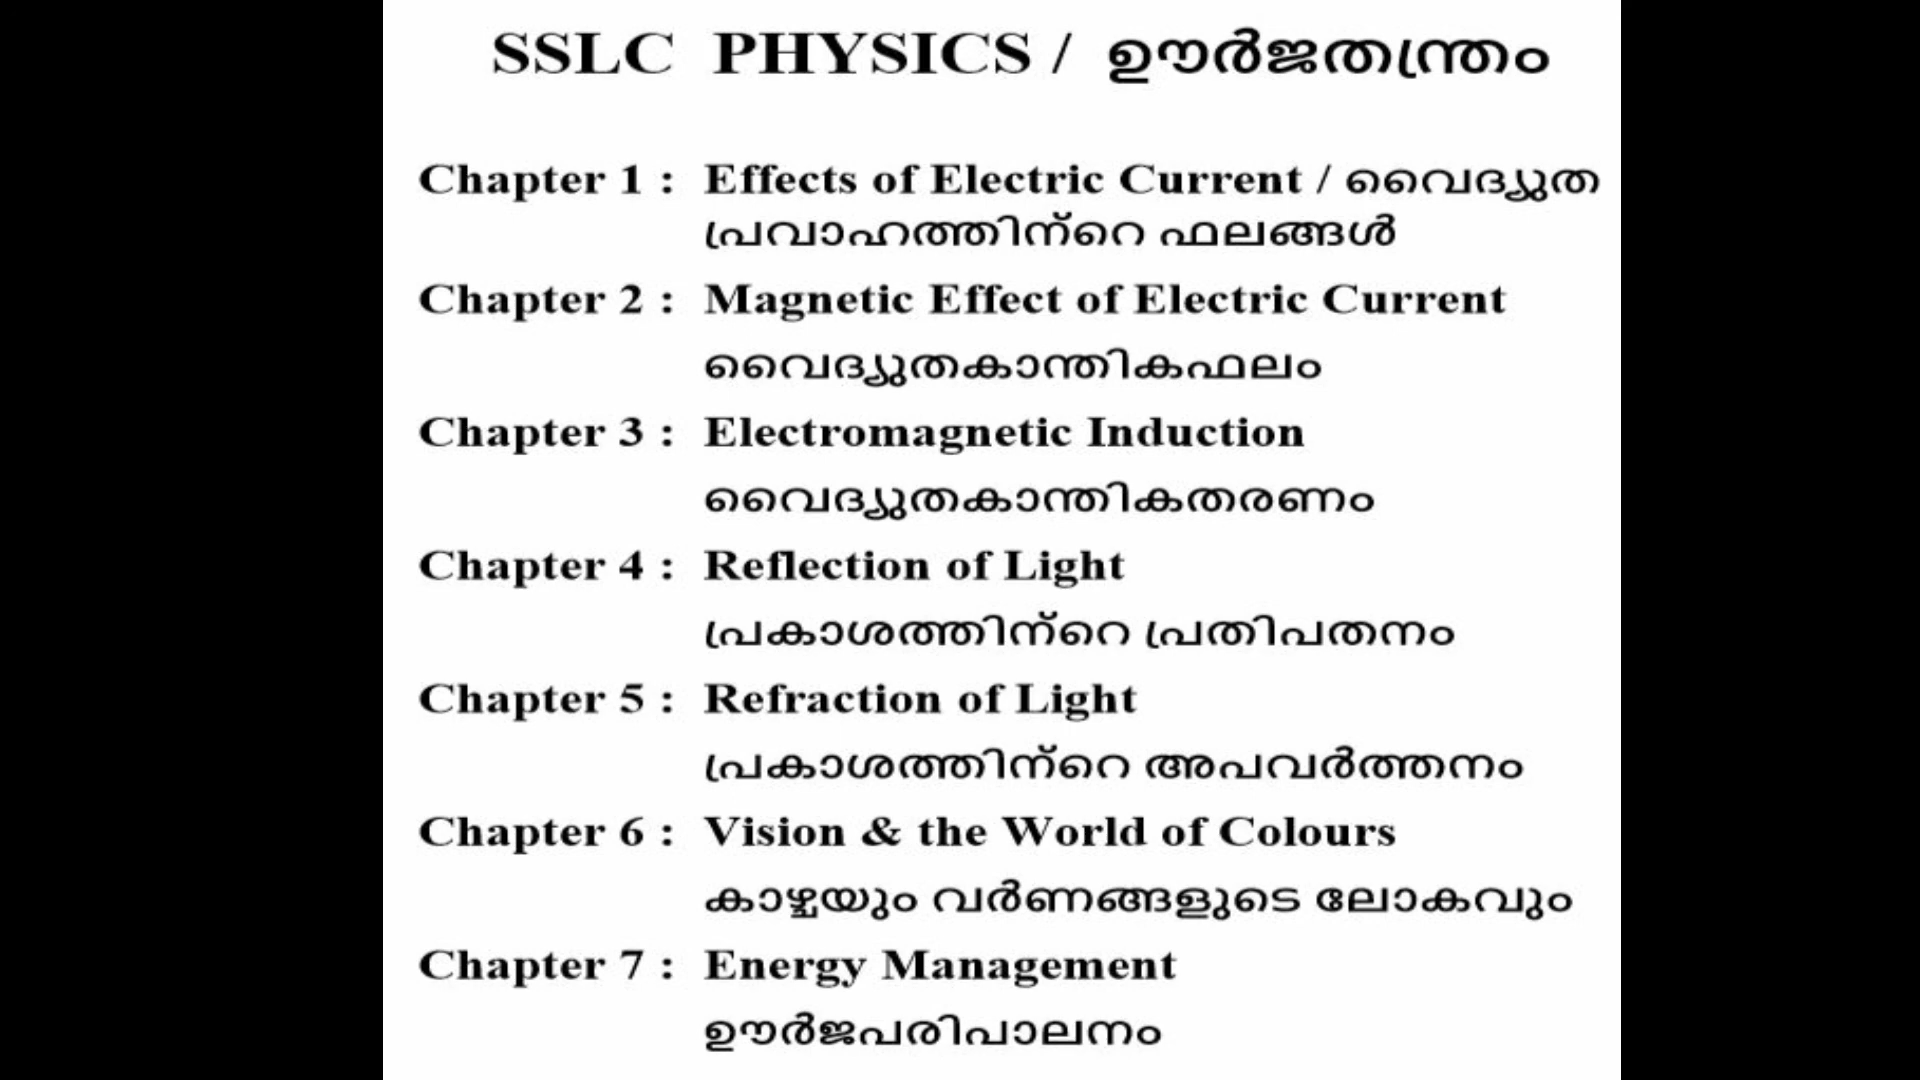 SSLC PHYSICS / ഊർജതന്ത്രം
Chapter 1 : Effects of Electric Current / വൈദ്യുത
പ്രവാഹത്തിന്റെ ഫലങ്ങൾ
Chapter 2 : Magnetic Effect of Electric Current
വൈദ്യുതകാന്തികഫലം
Chapter 3 : Electromagnetic Induction
വൈദ്യുതകാന്തികതരണം
Chapter 4 : Reflection of Light
പ്രകാശത്തിന്റെ പ്രതിപതനം
Chapter 5 : Refraction of Light
പ്രകാശത്തിന്റെ അപവർത്തനം
Chapter 6 : Vision & the World of Colours
കാഴ്ചയും വർണങ്ങളുടെ ലോകവും
Chapter 7 : Energy Management
ഊർജപരിപാലനം